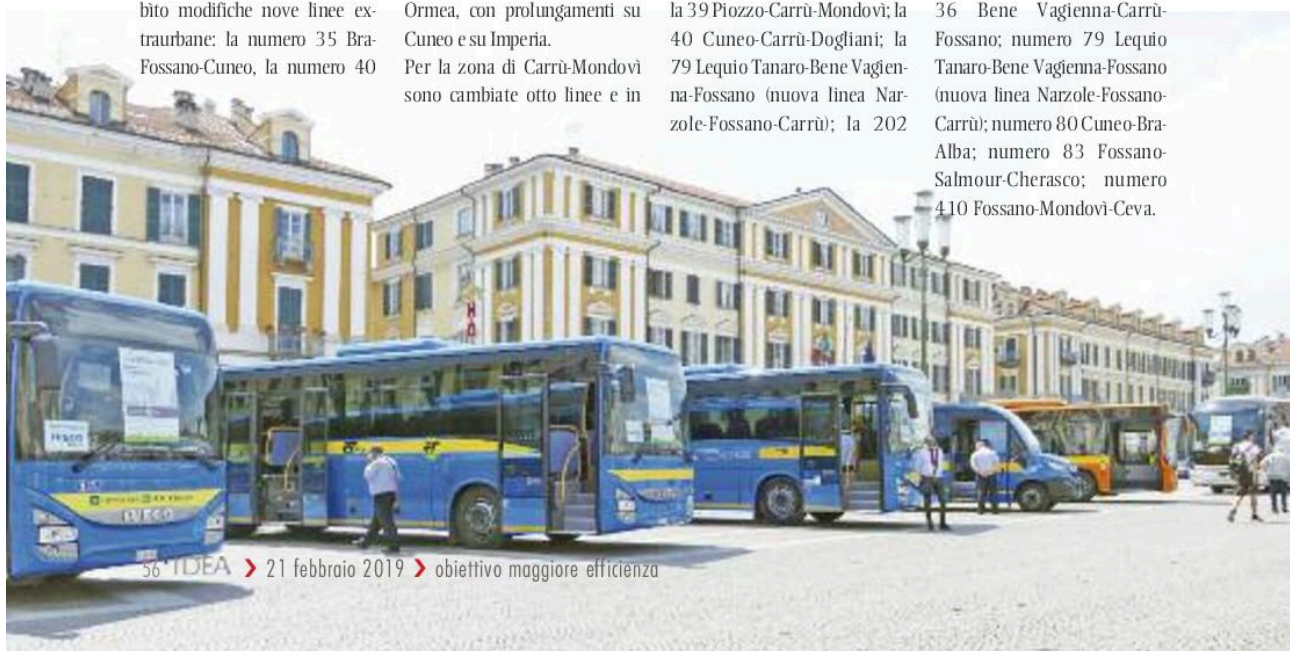 bìto modifiche nove linee ex-
traurbane: la numero 35 Bra-
Fossano-Cuneo, la numero 40
Ormea, con prolungamenti su
Cuneo e su Imperia.
Per la zona di Carrù-Mondovì
sono cambiate otto linee e in
la 39 Piozzo-Carrù-Mondovì; la
40 Cuneo-Carrù-Dogliani; la
79 Lequio Tanaro-Bene Vagien-
na-Fossano (nuova linea Nar-
zole-Fossano-Carrù); la 202
36 Bene Vagienna-Carrù-
Fossano; numero 79 Lequio
Tanaro-Bene Vagienna-Fossano
(nuova linea Narzole-Fossano-
Carrù); numero 80 Cuneo-Bra-
Alba; numero 83 Fossano-
Salmour-Cherasco; numero
410 Fossano-Mondovì-Ceva.
IVECO
56 IDEA > 21 febbraio 2019 > obiettivo maggiore efficienza